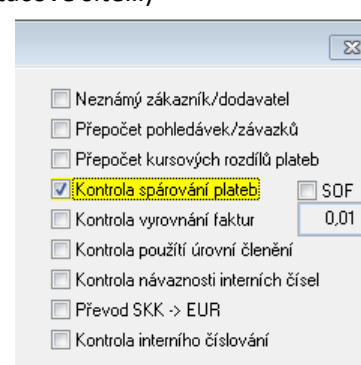 Neznámý zákazník/dodavatel
Přepočet pohledávek/závazků
Přepočet kursových rozdílů plateb
Kontrola spárování plateb SOF
Kontrola vyrovnání faktur 0,01
Kontrola použítí úrovní členění
Kontrola návaznosti interních čísel
Převod SKK -> EUR
Kontrola interního číslování